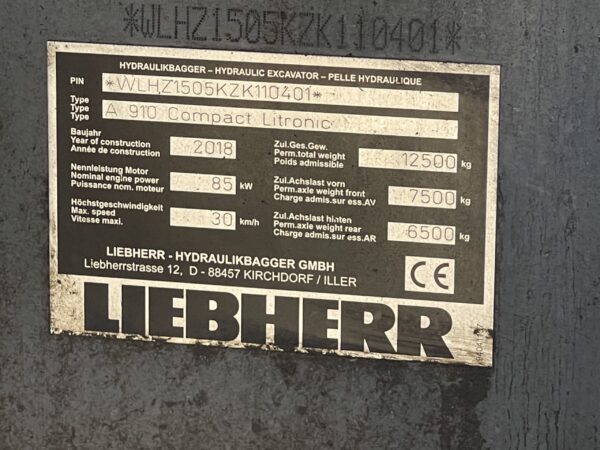 *WLHZ1505KZK110401*
HYDRAULIKBAGGER – HYDRAULIC EXCAVATOR – PELLE HYDRAULIQUE
PIN *WLHZ1505KZK110401*
Type
Type A 910 Compact Litronic
Type
Baujahr
Year of construction 2018
Année de construction
Zul.Ges.Gew.
Perm.total weight 12500 kg
Poids admissible
Nennleistung Motor
Nominal engine power 85 kW
Puissance nom. moteur
Zul.Achslast vorn
Perm.axle weight front 7500 kg
Charge admis.sur ess.AV
Höchstgeschwindigkeit
Max. speed 30 km/h
Vitesse maxi.
Zul.Achslast hinten
Perm.axle weight rear 6500 kg
Charge admis.sur ess.AR
LIEBHERR - HYDRAULIKBAGGER GMBH
Liebherrstrasse 12, D - 88457 KIRCHDORF / ILLER
CE
LIEBHERR